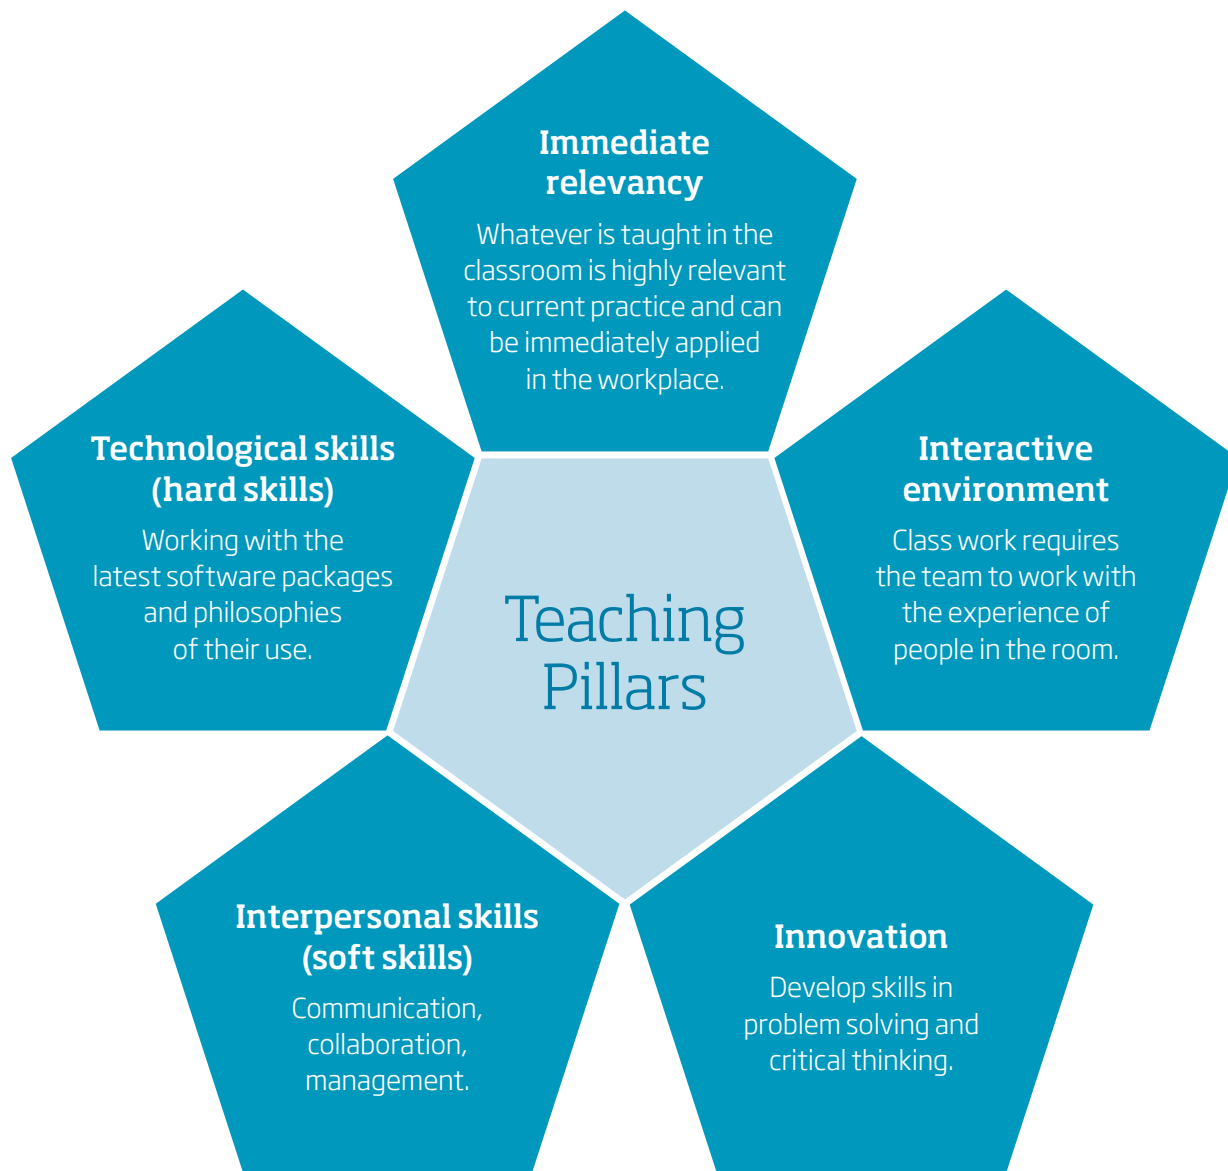 Immediate
relevancy
Whatever is taught in the
classroom is highly relevant
to current practice and can
be immediately applied
in the workplace.
Technological skills
(hard skills)
Working with the
latest software packages
and philosophies
of their use.
Interactive
environment
Class work requires
the team to work with
the experience of
people in the room.
Teaching
Pillars
Interpersonal skills
(soft skills)
Communication,
collaboration,
management.
Innovation
Develop skills in
problem solving and
critical thinking.